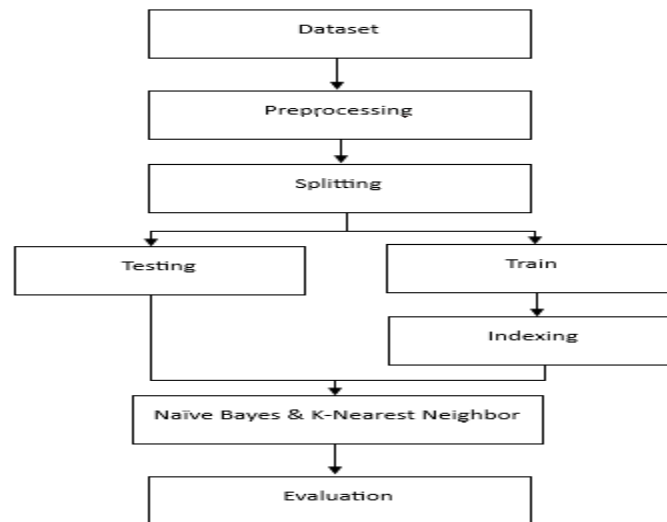 Dataset
Preprocessing
Splitting
Testing
Train
Indexing
Naïve Bayes & K-Nearest Neighbor
Evaluation